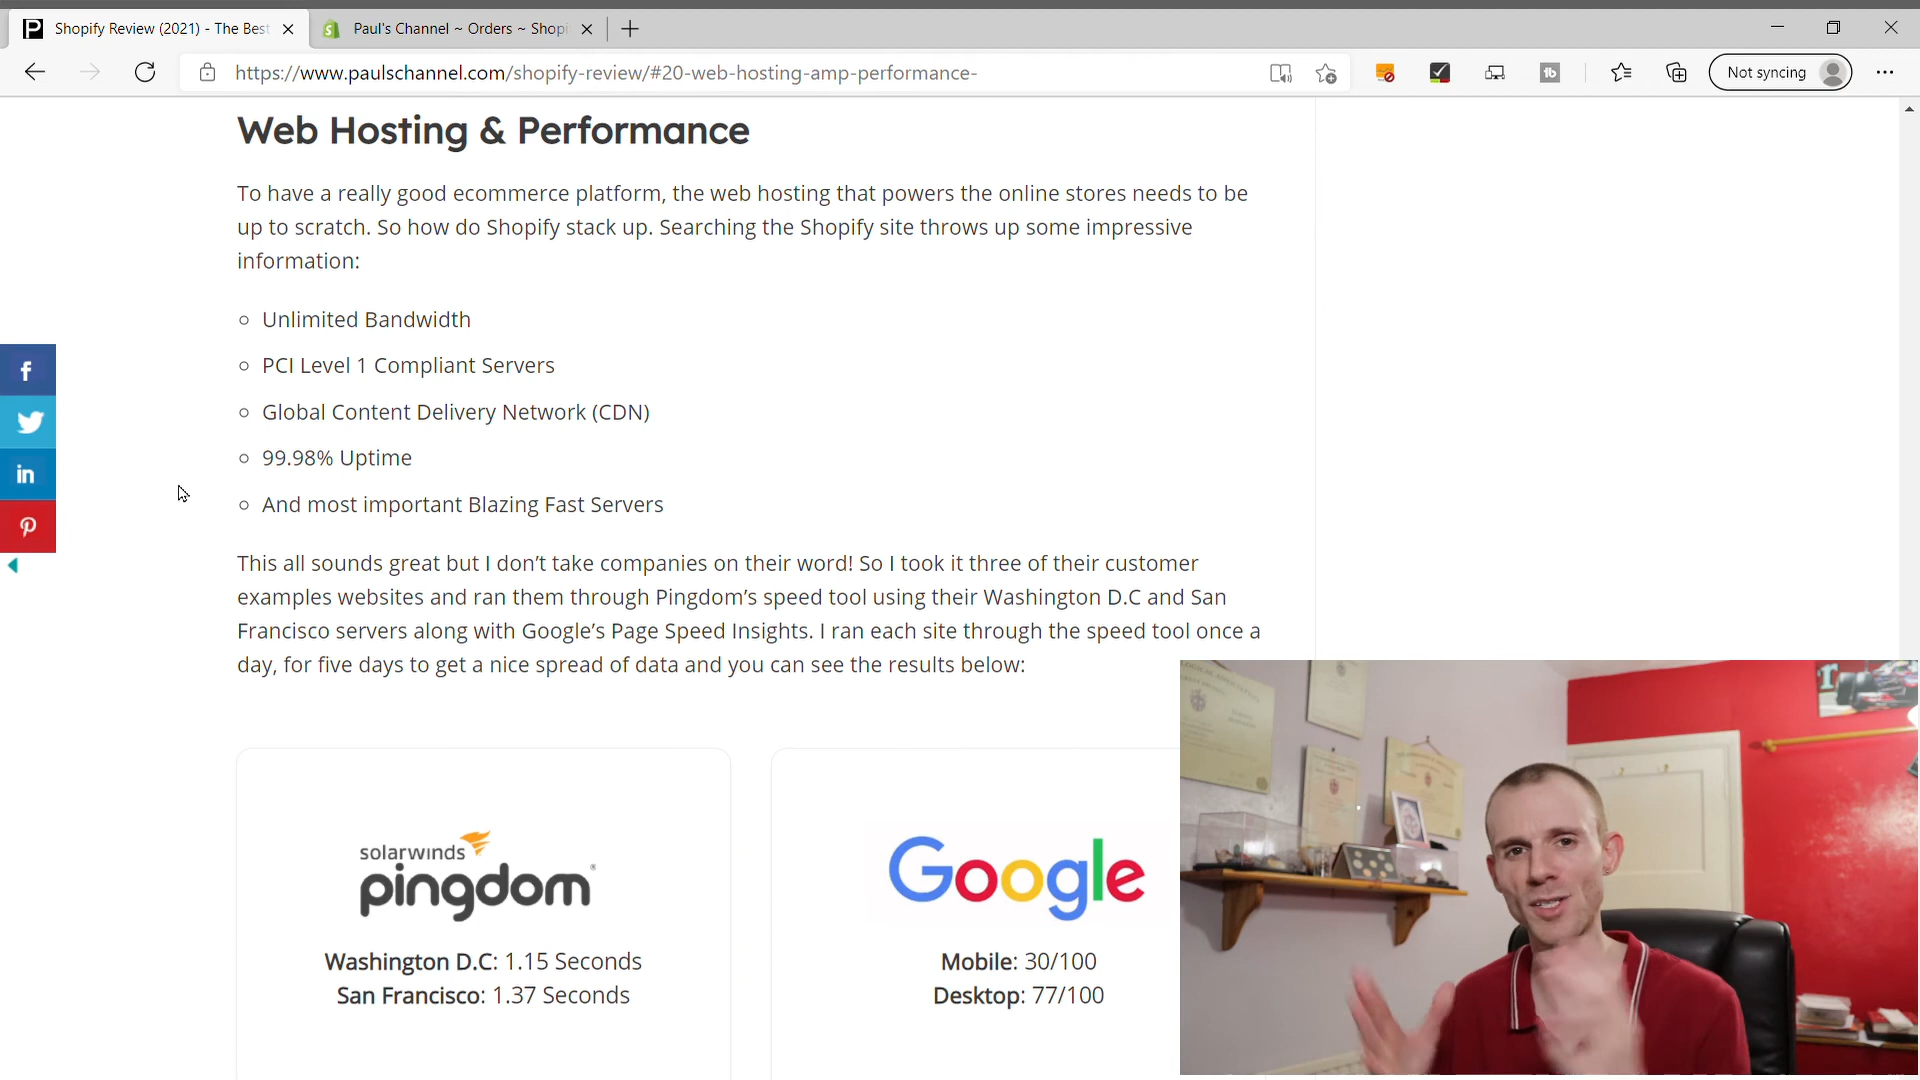 Shopify Review (2021) - The Best
Paul's Channel ~ Orders ~ Shopi
https://www.paulschannel.com/shopify-review/#20-web-hosting-amp-performance-
Not syncing
Web Hosting & Performance
To have a really good ecommerce platform, the web hosting that powers the online stores needs to be
up to scratch. So how do Shopify stack up. Searching the Shopify site throws up some impressive
information:
Unlimited Bandwidth
PCI Level 1 Compliant Servers
Global Content Delivery Network (CDN)
99.98% Uptime
And most important Blazing Fast Servers
This all sounds great but I don’t take companies on their word! So I took it three of their customer
examples websites and ran them through Pingdom’s speed tool using their Washington D.C and San
Francisco servers along with Google’s Page Speed Insights. I ran each site through the speed tool once a
day, for five days to get a nice spread of data and you can see the results below:
solarwinds
pingdom
Washington D.C: 1.15 Seconds
San Francisco: 1.37 Seconds
Google
Mobile: 30/100
Desktop: 77/100